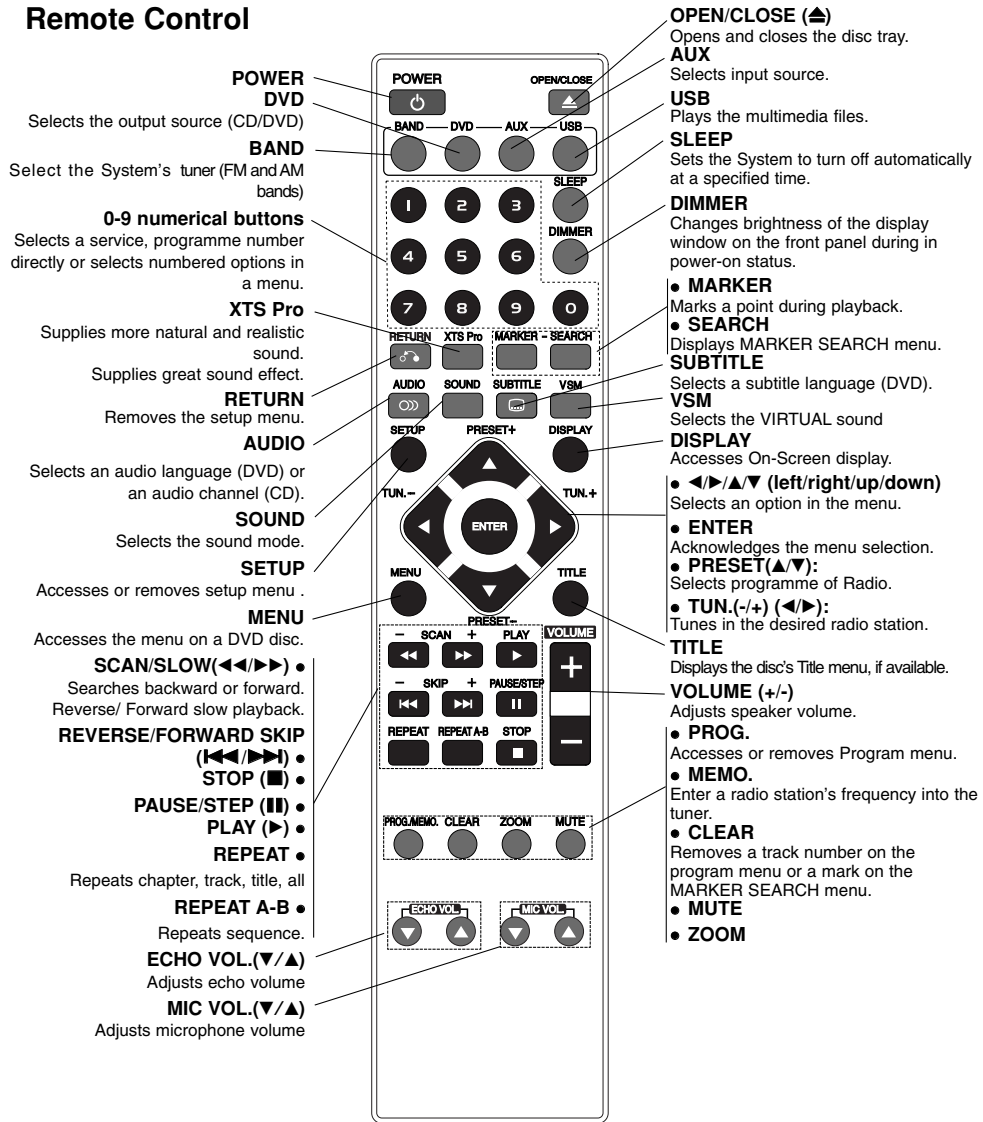 Remote Control
POWER
DVD
Selects the output source (CD/DVD)
BAND
Select the System's tuner (FM and AM
bands)
0-9 numerical buttons
Selects a service, programme number
directly or selects numbered options in
a menu.
XTS Pro
Supplies more natural and realistic
sound.
Supplies great sound effect.
RETURN
Removes the setup menu.
AUDIO
Selects an audio language (DVD) or
an audio channel (CD).
SOUND
Selects the sound mode.
SETUP
Accesses or removes setup menu .
MENU
Accesses the menu on a DVD disc.
SCAN/SLOW(◄◄/►►) ●
Searches backward or forward.
Reverse/ Forward slow playback.
REVERSE/FORWARD SKIP
(|◄◄/►►|) ●
STOP (■) ●
PAUSE/STEP (❚❚) ●
PLAY (►) ●
REPEAT ●
Repeats chapter, track, title, all
REPEAT A-B ●
Repeats sequence.
ECHO VOL.(▼/▲)
Adjusts echo volume
MIC VOL.(▼/▲)
Adjusts microphone volume
POWER
OPEN/CLOSE
BAND DVD AUX USB
SLEEP
1 2 3
DIMMER
4 5 6
7 8 9 0
RETURN XTS Pro MARKER - SEARCH
AUDIO SOUND SUBTITLE VSM
SETUP PRESET+ DISPLAY
TUN.- TUN.+
ENTER
MENU TITLE
PRESET-
- SCAN + PLAY VOLUME
+
- SKIP + PAUSE/STEP
REPEAT REPEAT A-B STOP
-
PROG./MEMO. CLEAR ZOOM MUTE
ECHO VOL. MIC VOL.
OPEN/CLOSE (⏏)
Opens and closes the disc tray.
AUX
Selects input source.
USB
Plays the multimedia files.
SLEEP
Sets the System to turn off automatically
at a specified time.
DIMMER
Changes brightness of the display
window on the front panel during in
power-on status.
● MARKER
Marks a point during playback.
● SEARCH
Displays MARKER SEARCH menu.
SUBTITLE
Selects a subtitle language (DVD).
VSM
Selects the VIRTUAL sound
DISPLAY
Accesses On-Screen display.
● ◄/►/▲/▼ (left/right/up/down)
Selects an option in the menu.
● ENTER
Acknowledges the menu selection.
● PRESET(▲/▼):
Selects programme of Radio.
● TUN.(-/+) (◄/►):
Tunes in the desired radio station.
TITLE
Displays the disc's Title menu, if available.
VOLUME (+/-)
Adjusts speaker volume.
● PROG.
Accesses or removes Program menu.
● MEMO.
Enter a radio station's frequency into the
tuner.
● CLEAR
Removes a track number on the
program menu or a mark on the
MARKER SEARCH menu.
● MUTE
● ZOOM